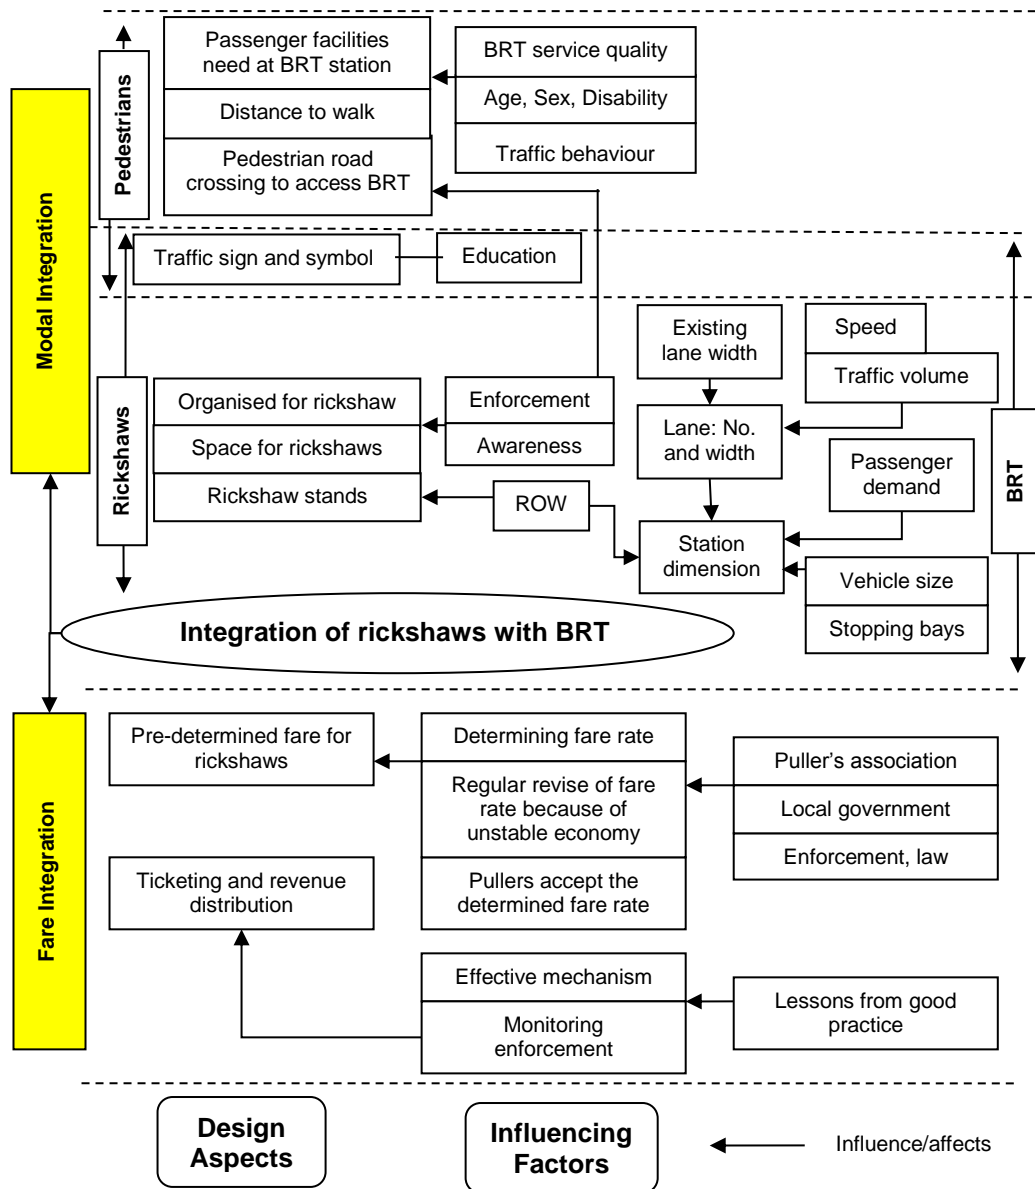 Modal Integration
Pedestrians
Passenger facilities
need at BRT station
Distance to walk
Pedestrian road
crossing to access BRT
BRT service quality
Age, Sex, Disability
Traffic behaviour
Traffic sign and symbol
Education
Rickshaws
Organised for rickshaw
Space for rickshaws
Rickshaw stands
Enforcement
Awareness
ROW
Existing
lane width
Lane: No.
and width
Station
dimension
Speed
Traffic volume
Passenger
demand
Vehicle size
Stopping bays
BRT
Integration of rickshaws with BRT
Fare Integration
Pre-determined fare for
rickshaws
Ticketing and revenue
distribution
Determining fare rate
Regular revise of fare
rate because of
unstable economy
Pullers accept the
determined fare rate
Effective mechanism
Monitoring
enforcement
Puller's association
Local government
Enforcement, law
Lessons from good
practice
Design
Aspects
Influencing
Factors
Influence/affects